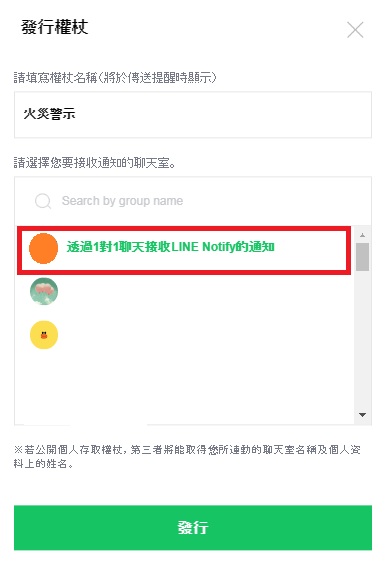 發行權杖
請填寫權杖名稱(將於傳送提醒時顯示)
火災警示
請選擇您要接收通知的聊天室。
Search by group name
透過1對1聊天接收LINE Notify的通知
※若公開個人存取權杖,第三者將能取得您所連動的聊天室名稱及個人資
料上的姓名。
發行